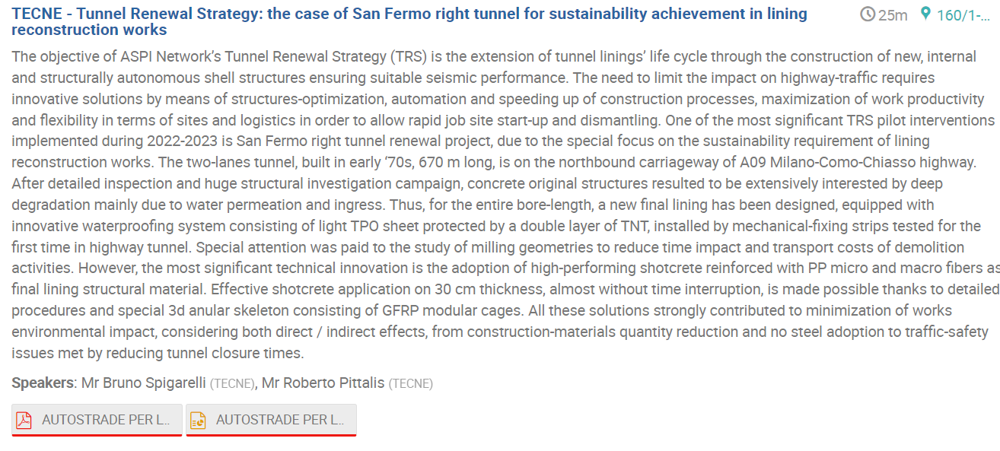 TECNE - Tunnel Renewal Strategy: the case of San Fermo right tunnel for sustainability achievement in lining
reconstruction works
25m
160/1-...
The objective of ASPI Network's Tunnel Renewal Strategy (TRS) is the extension of tunnel linings' life cycle through the construction of new, internal
and structurally autonomous shell structures ensuring suitable seismic performance. The need to limit the impact on highway-traffic requires
innovative solutions by means of structures-optimization, automation and speeding up of construction processes, maximization of work productivity
and flexibility in terms of sites and logistics in order to allow rapid job site start-up and dismantling. One of the most significant TRS pilot interventions
implemented during 2022-2023 is San Fermo right tunnel renewal project, due to the special focus on the sustainability requirement of lining
reconstruction works. The two-lanes tunnel, built in early '70s, 670 m long, is on the northbound carriageway of A09 Milano-Como-Chiasso highway.
After detailed inspection and huge structural investigation campaign, concrete original structures resulted to be extensively interested by deep
degradation mainly due to water permeation and ingress. Thus, for the entire bore-length, a new final lining has been designed, equipped with
innovative waterproofing system consisting of light TPO sheet protected by a double layer of TNT, installed by mechanical-fixing strips tested for the
first time in highway tunnel. Special attention was paid to the study of milling geometries to reduce time impact and transport costs of demolition
activities. However, the most significant technical innovation is the adoption of high-performing shotcrete reinforced with PP micro and macro fibers as
final lining structural material. Effective shotcrete application on 30 cm thickness, almost without time interruption, is made possible thanks to detailed
procedures and special 3d anular skeleton consisting of GFRP modular cages. All these solutions strongly contributed to minimization of works
environmental impact, considering both direct / indirect effects, from construction-materials quantity reduction and no steel adoption to traffic-safety
issues met by reducing tunnel closure times.
Speakers: Mr Bruno Spigarelli (TECNE), Mr Roberto Pittalis (TECNE)
AUTOSTRADE PER L...
AUTOSTRADE PER L...